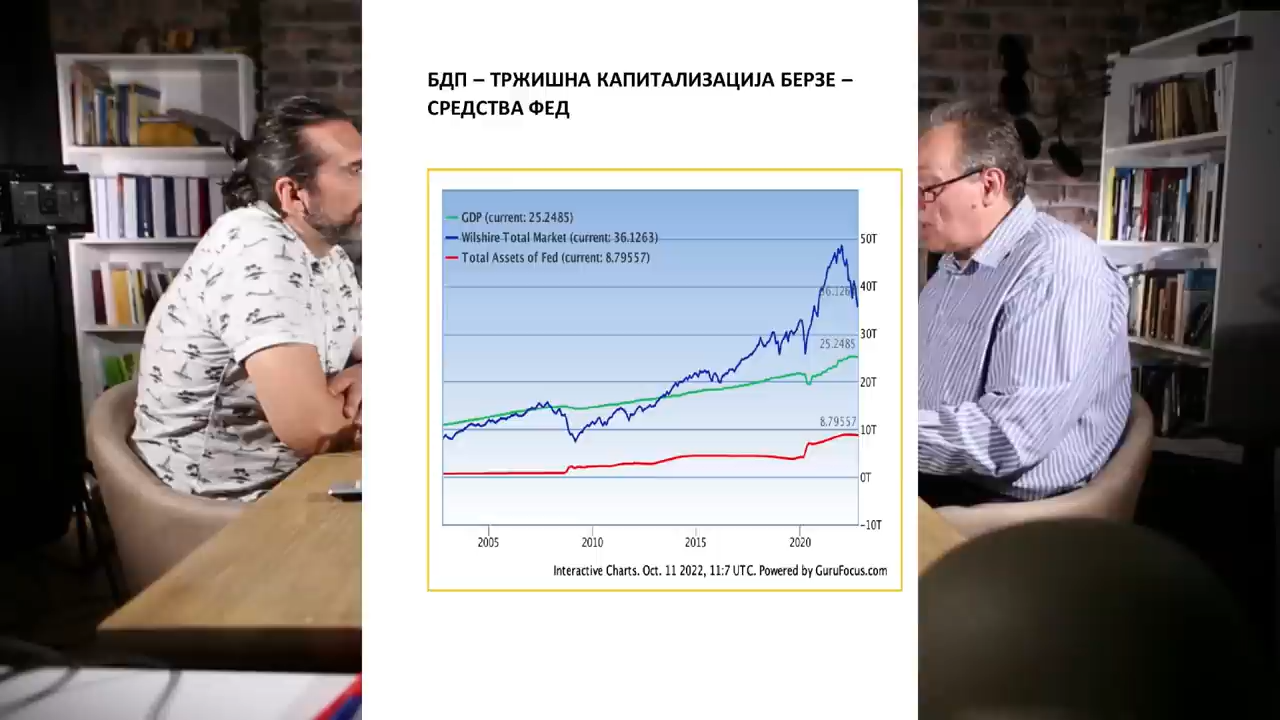 БДП – ТРЖИШНА КАПИТАЛИЗАЦИЈА БЕРЗЕ –
СРЕДСТВА ФЕД
GDP (current: 25.2485)
Wilshire Total Market (current: 36.1263)
Total Assets of Fed (current: 8.79557)
50T
40T
36.1263
30T
25.2485
20T
8.79557
10T
0T
-10T
2005 2010 2015 2020
Interactive Charts. Oct. 11 2022, 11:7 UTC. Powered by GuruFocus.com